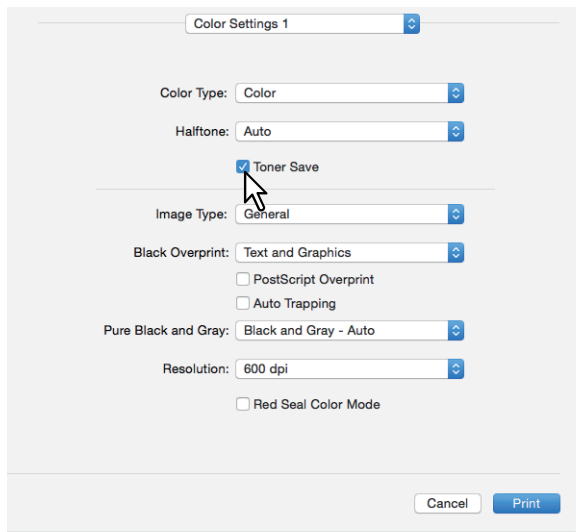 Color Settings 1
Color Type: Color
Halftone: Auto
Toner Save
Image Type: General
Black Overprint: Text and Graphics
PostScript Overprint
Auto Trapping
Pure Black and Gray: Black and Gray - Auto
Resolution: 600 dpi
Red Seal Color Mode
Cancel Print